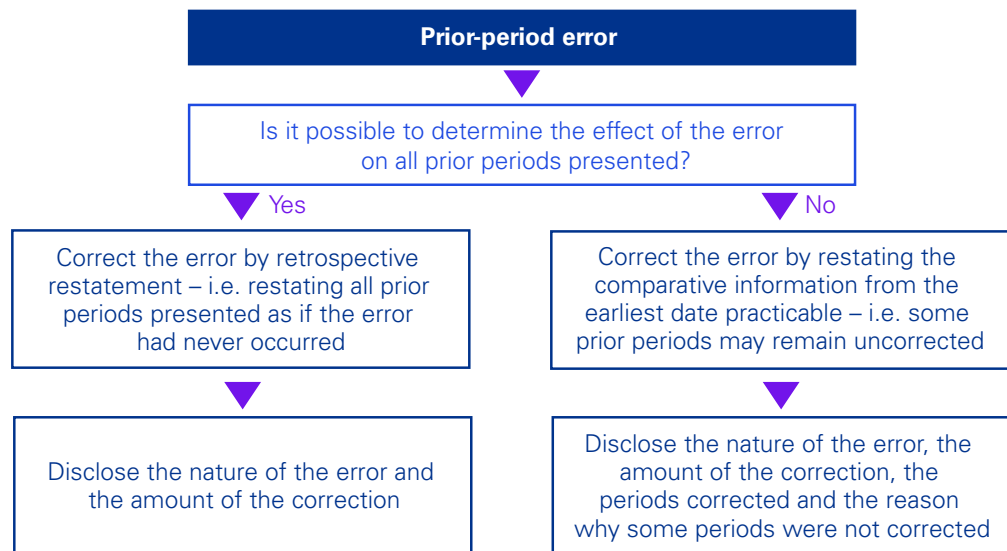 Prior-period error
Is it possible to determine the effect of the error
on all prior periods presented?
Yes
No
Correct the error by retrospective
restatement – i.e. restating all prior
periods presented as if the error
had never occurred
Correct the error by restating the
comparative information from the
earliest date practicable – i.e. some
prior periods may remain uncorrected
Disclose the nature of the error and
the amount of the correction
Disclose the nature of the error, the
amount of the correction, the
periods corrected and the reason
why some periods were not corrected